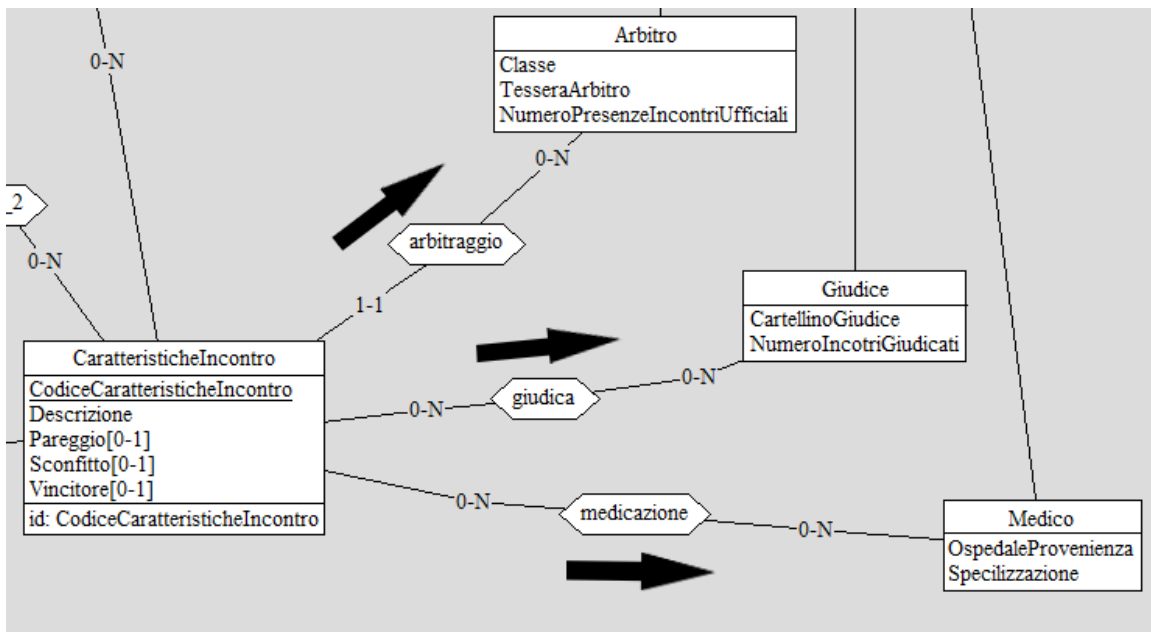 Arbitro
Classe
TesseraArbitro
NumeroPresenzeIncontriUfficiali
0-N
0-N
_2
arbitraggio
0-N
1-1
Giudice
CartellinoGiudice
NumeroIncotriGiudicati
CaratteristicheIncontro
CodiceCaratteristicheIncontro
Descrizione
Pareggio[0-1]
Sconfitto[0-1]
Vincitore[0-1]
id: CodiceCaratteristicheIncontro
0-N
giudica
0-N
0-N
medicazione
0-N
Medico
OspedaleProvenienza
Specilizzazione